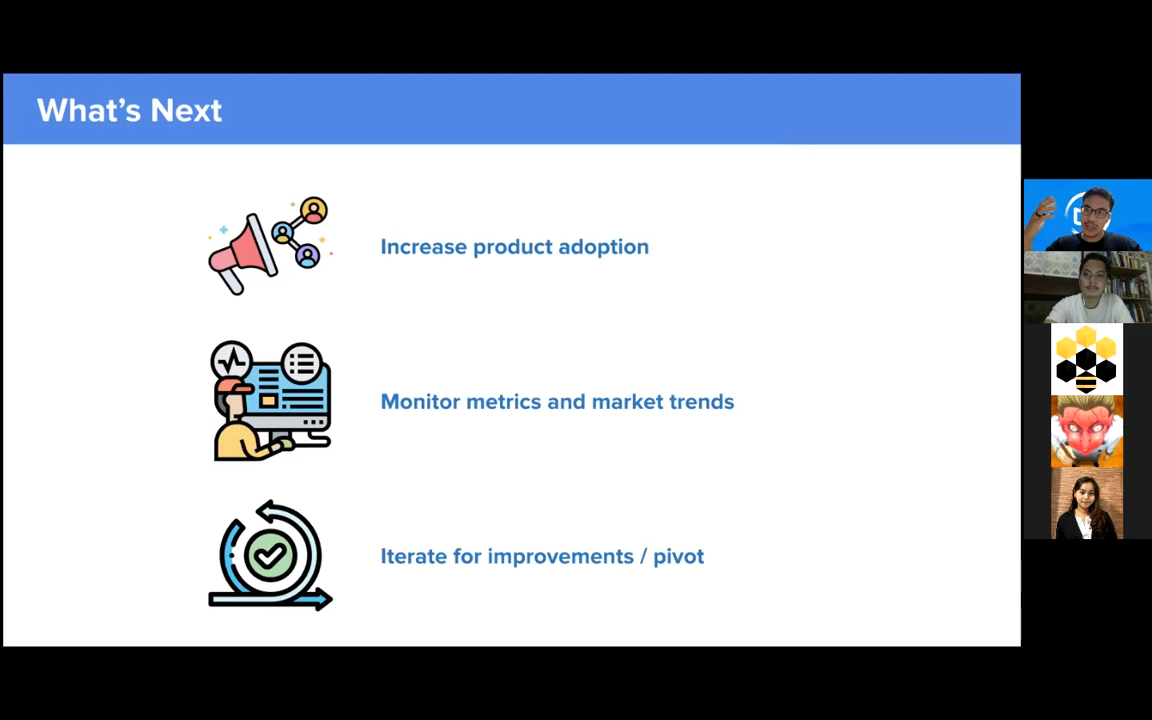 What's Next
Increase product adoption
Monitor metrics and market trends
Iterate for improvements / pivot